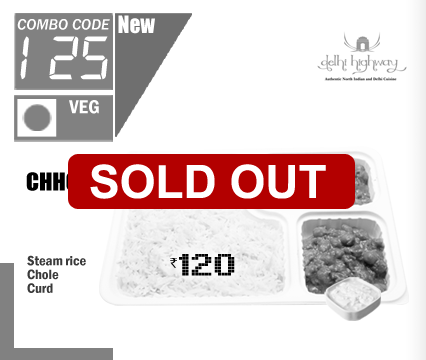 COMBO CODE
New
125
VEG
delhi highway
Authentic North Indian and Delhi Cuisine
SOLD OUT
₹120
Steam rice
Chole
Curd